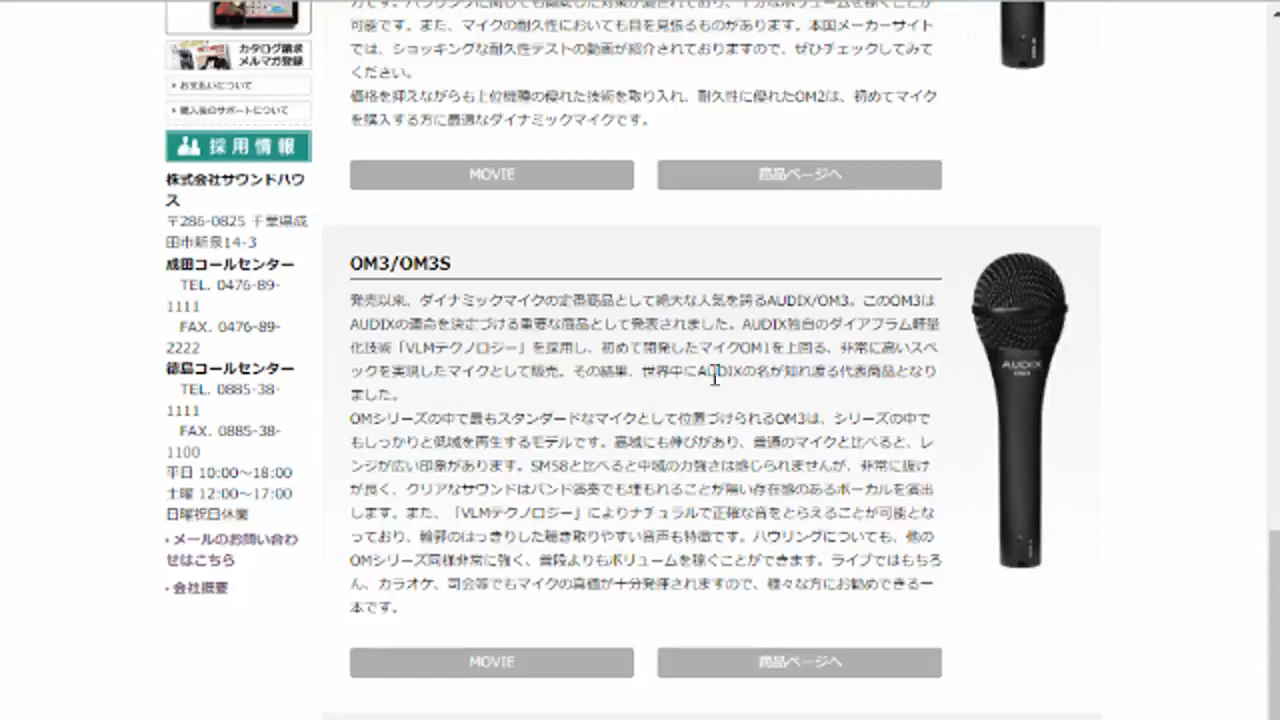 カタログ請求
メルマガ登録
お支払いについて
購入後のサポートについて
採用情報
株式会社サウンドハウ
ス
〒286-0825 千葉県成
田市新泉14-3
成田コールセンター
TEL. 0476-89-
1111
FAX. 0476-89-
2222
徳島コールセンター
TEL. 0885-38-
1111
FAX. 0885-38-
1100
平日 10:00～18:00
土曜 12:00～17:00
日曜祝日休業
メールのお問い合わ
せはこちら
会社概要
可能です。また、マイクの耐久性においても目を見張るものがあります。本国メーカーサイト
では、ショッキングな耐久性テストの動画が紹介されておりますので、ぜひチェックしてみて
ください。
価格を抑えながらも上位機種の優れた技術を取り入れ、耐久性に優れたOM2は、初めてマイク
を購入する方に最適なダイナミックマイクです。
MOVIE 商品ページへ
OM3/OM3S
発売以来、ダイナミックマイクの定番商品として絶大な人気を誇るAUDIX/OM3。このOM3は
AUDIXの運命を決定づける重要な商品として発表されました。AUDIX独自のダイアフラム軽量
化技術「VLMテクノロジー」を採用し、初めて開発したマイクOM1を上回る、非常に高いスペ
ックを実現したマイクとして販売。その結果、世界中にAUDIXの名が知れ渡る代表商品となり
ました。
OMシリーズの中で最もスタンダードなマイクとして位置づけられるOM3は、シリーズの中で
もしっかりと低域を再生するモデルです。高域にも伸びがあり、普通のマイクと比べると、レ
ンジが広い印象があります。SM58と比べると中域の力強さは感じられませんが、非常に抜け
が良く、クリアなサウンドはバンド演奏でも埋もれることが無い存在感のあるボーカルを演出
します。また、「VLMテクノロジー」によりナチュラルで正確な音をとらえることが可能とな
っており、輪郭のはっきりした聴き取りやすい音声も特徴です。ハウリングについても、他の
OMシリーズ同様非常に強く、普段よりもボリュームを稼ぐことができます。ライブではもちろ
ん、カラオケ、司会等でもマイクの真価が十分発揮されますので、様々な方にお勧めできる一
本です。
AUDIX
OM3
MOVIE 商品ページへ